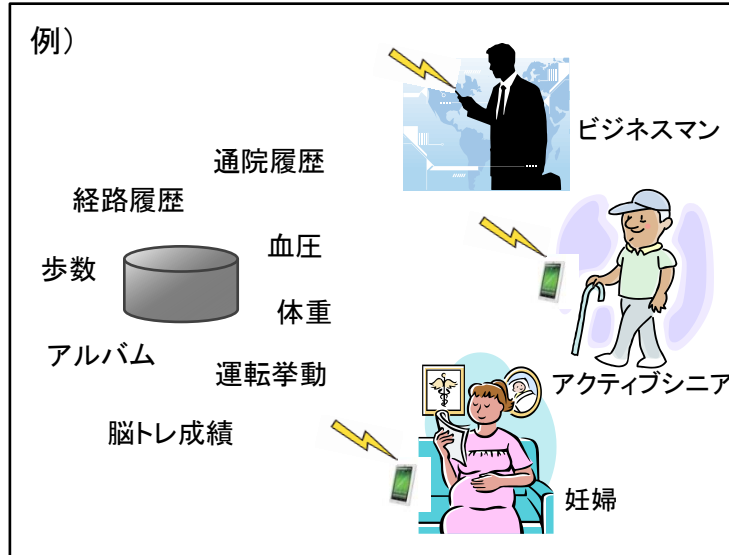 例）
通院履歴
経路履歴
血圧
歩数
体重
アルバム
運転挙動
脳トレ成績
ビジネスマン
アクティブシニア
妊婦